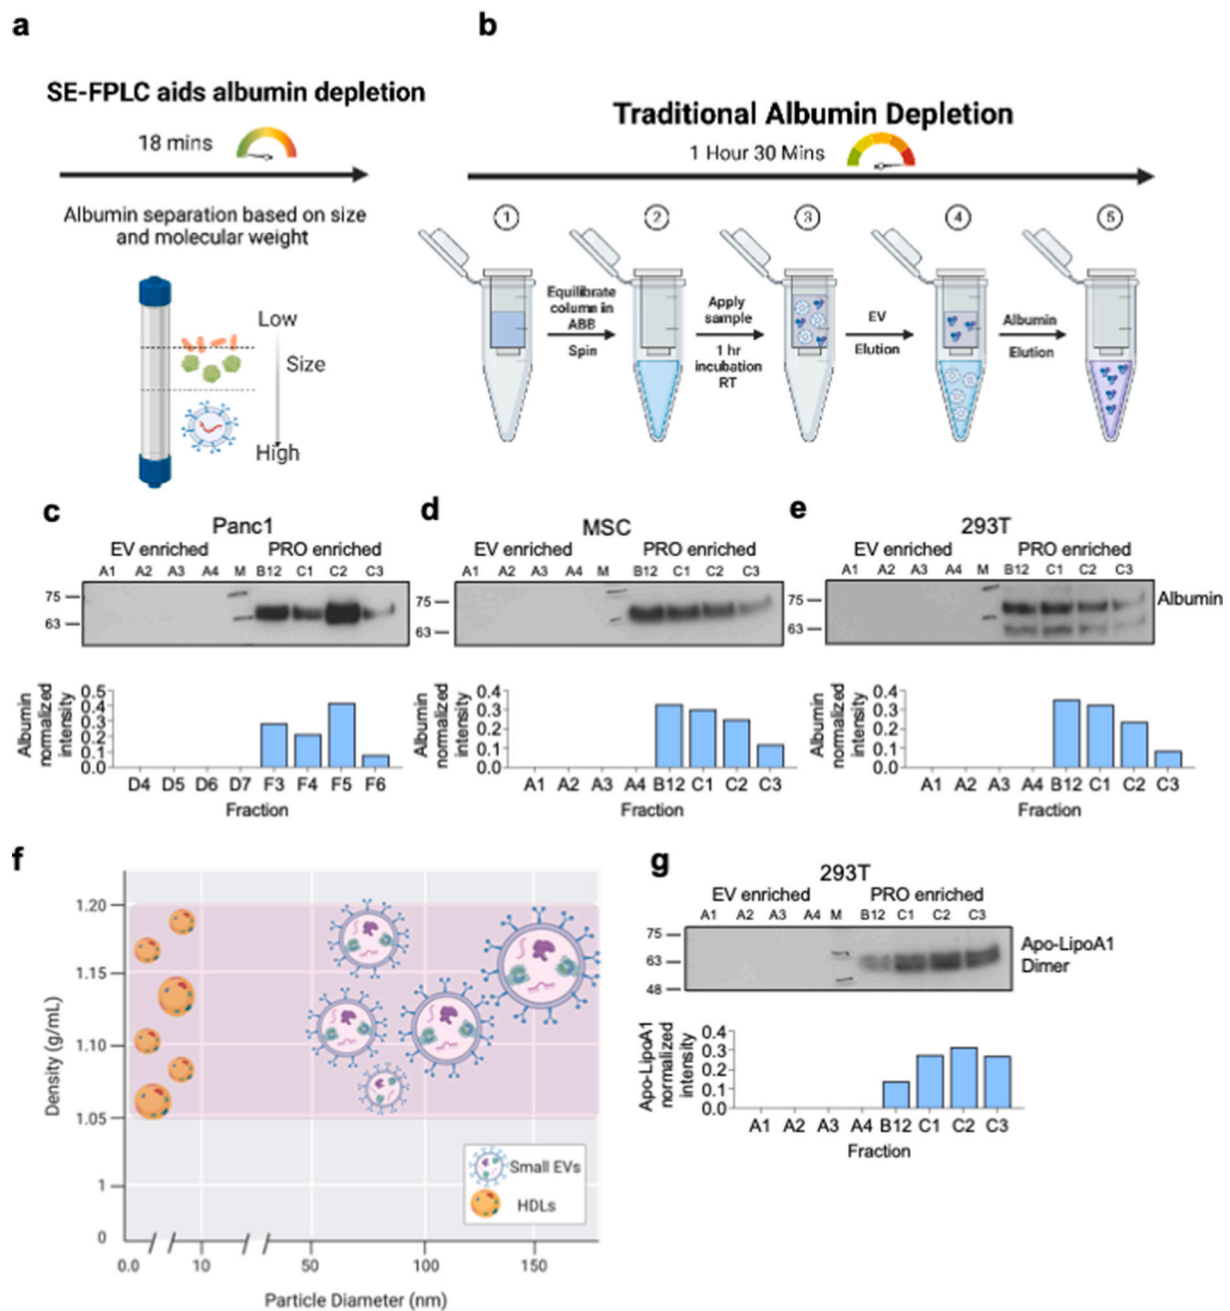 a
SE-FPLC aids albumin depletion
18 mins
Albumin separation based on size
and molecular weight
Low
Size
High
b
Traditional Albumin Depletion
1 Hour 30 Mins
1 2 3 4 5
Equilibrate
column in
ABB
Spin
Apply
sample
1 hr
incubation
RT
EV
Elution
Albumin
Elution
c
Panc1
EV enriched PRO enriched
A1 A2 A3 A4 M B12 C1 C2 C3
75
63
Albumin
normalized
intensity
0.5
0.4
0.3
0.2
0.1
0.0
D4 D5 D6 D7 F3 F4 F5 F6
Fraction
d
MSC
EV enriched PRO enriched
A1 A2 A3 A4 M B12 C1 C2 C3
75
63
Albumin
normalized
intensity
0.4
0.3
0.2
0.1
0.0
A1 A2 A3 A4 B12 C1 C2 C3
Fraction
e
293T
EV enriched PRO enriched
A1 A2 A3 A4 M B12 C1 C2 C3
75
63
Albumin
Albumin
normalized
intensity
0.4
0.3
0.2
0.1
0.0
A1 A2 A3 A4 B12 C1 C2 C3
Fraction
f
Density (g/mL)
1.20
1.15
1.10
1.05
1
0
0.0 10 50 100 150
Particle Diameter (nm)
Small EVs
HDLs
g
293T
EV enriched PRO enriched
A1 A2 A3 A4 M B12 C1 C2 C3
75
63
48
Apo-LipoA1
Dimer
Apo-LipoA1
normalized
intensity
0.4
0.3
0.2
0.1
0.0
A1 A2 A3 A4 B12 C1 C2 C3
Fraction